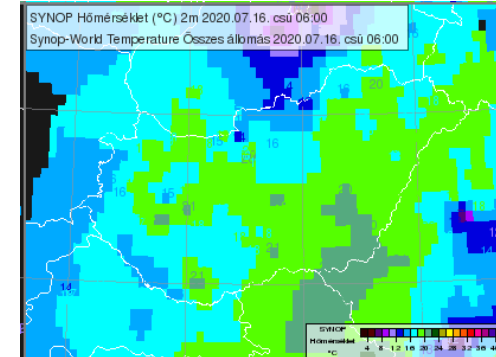 SYNOP Hőmérséklet (°C) 2m 2020.07.16. csü 06:00
Synop-World Temperature Összes állomás 2020.07.16. csü 06:00
20
16
15
16
16
15
21
21
14
SYNOP
Hőmérséklet
°C
4 8 12 16 20 24 28 32 36 40